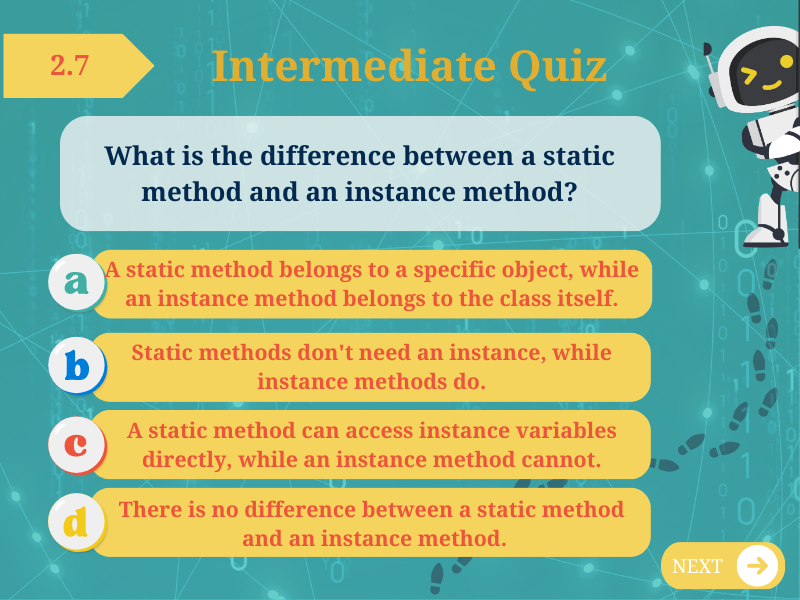 2.7
Intermediate Quiz
What is the difference between a static
method and an instance method?
a
A static method belongs to a specific object, while
an instance method belongs to the class itself.
b
Static methods don't need an instance, while
instance methods do.
c
A static method can access instance variables
directly, while an instance method cannot.
d
There is no difference between a static method
and an instance method.
NEXT